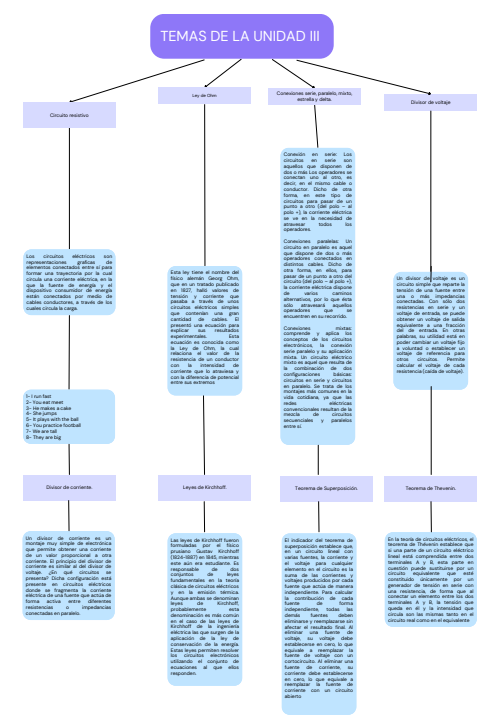 TEMAS DE LA UNIDAD III
Circuito resistivo
Ley de Ohm
Conexiones serie, paralelo, mixto,
estrella y delta.
Divisor de voltaje
Los circuitos eléctricos son
representaciones graficas de
elementos conectados entre sí para
formar una trayectoria por la cual
circula una corriente eléctrica, en la
que la fuente de energía y el
dispositivo consumidor de energía
están conectados por medio de
cables conductores, a través de los
cuales circula la carga.
Esta ley tiene el nombre del
físico alemán Georg Ohm,
que en un tratado publicado
en 1827, halló valores de
tensión y corriente que
pasaba a través de unos
circuitos eléctricos simples
que contenían una gran
cantidad de cables. Él
presentó una ecuación para
explicar sus resultados
experimentales. Esta
ecuación es conocida como
la Ley de Ohm, la cual
relaciona el valor de la
resistencia de un conductor
con la intensidad de
corriente que lo atraviesa y
con la diferencia de potencial
entre sus extremos
Conexión en serie: Los
circuitos en serie son
aquellos que disponen de
dos o más Los operadores se
conectan uno al otro, es
decir, en el mismo cable o
conductor. Dicho de otra
forma, en este tipo de
circuitos para pasar de un
punto a otro (del polo – al
polo +), la corriente eléctrica
se ve en la necesidad de
atravesar todos los
operadores.
Conexiones paralelas: Un
circuito en paralelo es aquel
que dispone de dos o más
operadores conectados en
distintos cables. Dicho de
otra forma, en ellos, para
pasar de un punto a otro del
circuito (del polo – al polo +),
la corriente eléctrica dispone
de varios caminos
alternativos, por lo que ésta
sólo atravesará aquellos
operadores que se
encuentren en su recorrido.
Conexiones mixtas:
comprende y aplica los
conceptos de los circuitos
electrónicos, la conexión
serie paralelo y su aplicación
mixta. Un circuito eléctrico
mixto es aquel que resulta de
la combinación de dos
configuraciones básicas:
circuitos en serie y circuitos
en paralelo. Se trata de los
montajes más comunes en la
vida cotidiana, ya que las
redes eléctricas
convencionales resultan de la
mezcla de circuitos
secuenciales y paralelos
entre sí.
Un divisor de voltaje es un
circuito simple que reparte la
tensión de una fuente entre
una o más impedancias
conectadas. Con sólo dos
resistencias en serie y un
voltaje de entrada, se puede
obtener un voltaje de salida
equivalente a una fracción
del de entrada. En otras
palabras, su utilidad está en
poder cambiar un voltaje fijo
a voluntad o establecer un
voltaje de referencia para
otros circuitos. Permite
calcular el voltaje de cada
resistencia (caída de voltaje).
1- I run fast
2- You eat meet
3- He makes a cake
4- She jumps
5- It plays with the ball
6- You practice football
7- We are tall
8- They are big
Divisor de corriente.
Leyes de Kirchhoff.
Teorema de Superposición.
Teorema de Thevenin.
Un divisor de corriente es un
montaje muy simple de electrónica
que permite obtener una corriente
de un valor proporcional a otra
corriente. El principio del divisor de
corriente es similar al del divisor de
voltaje. ¿En qué circuitos se
presenta? Dicha configuración está
presente en circuitos eléctricos
donde se fragmenta la corriente
eléctrica de una fuente que actúa de
forma activa entre diferentes
resistencias o impedancias
conectadas en paralelo.
Las leyes de Kirchhoff fueron
formuladas por el físico
prusiano Gustav Kirchhoff
(1824-1887) en 1845, mientras
este aún era estudiante. Es
responsable de dos
conjuntos de leyes
fundamentales en la teoría
clásica de circuitos eléctricos
y en la emisión térmica.
Aunque ambas se denominan
leyes de Kirchhoff,
probablemente esta
denominación es más común
en el caso de las leyes de
Kirchhoff de la ingeniería
eléctrica las que surgen de la
aplicación de la ley de
conservación de la energía.
Estas leyes permiten resolver
los circuitos electrónicos
utilizando el conjunto de
ecuaciones al que ellos
responden.
El indicador del teorema de
superposición establece que,
en un circuito lineal con
varias fuentes, la corriente y
el voltaje para cualquier
elemento en el circuito es la
suma de las corrientes y
voltajes producidos por cada
fuente que actúa de manera
independiente. Para calcular
la contribución de cada
fuente de forma
independiente, todas las
demás fuentes deben
eliminarse y reemplazarse sin
afectar el resultado final. Al
eliminar una fuente de
voltaje, su voltaje debe
establecerse en cero, lo que
equivale a reemplazar la
fuente de voltaje con un
cortocircuito. Al eliminar una
fuente de corriente, su
corriente debe establecerse
en cero, lo que equivale a
reemplazar la fuente de
corriente con un circuito
abierto
En la teoría de circuitos eléctricos, el
teorema de Thévenin establece que
si una parte de un circuito eléctrico
lineal está comprendida entre dos
terminales A y B, esta parte en
cuestión puede sustituirse por un
circuito equivalente que esté
constituido únicamente por un
generador de tensión en serie con
una resistencia, de forma que al
conectar un elemento entre los dos
terminales A y B, la tensión que
queda en él y la intensidad que
circula son las mismas tanto en el
circuito real como en el equivalente